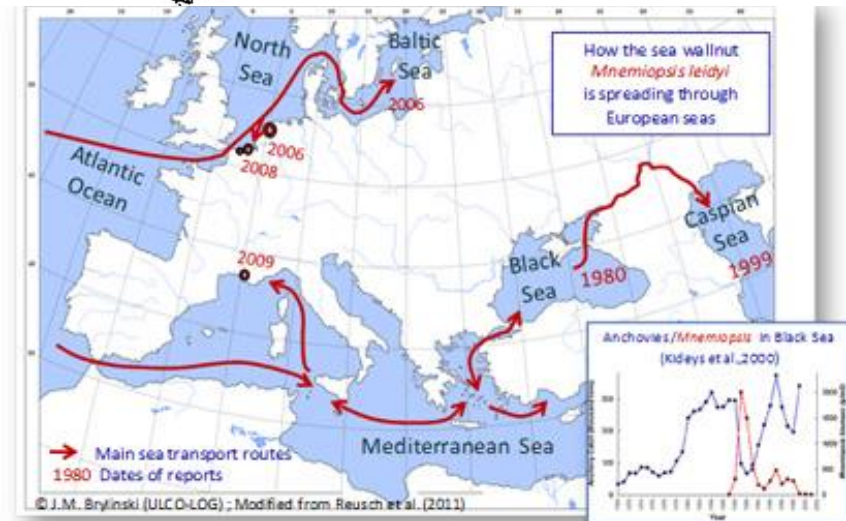 North
Sea
Baltic
Sea
2006
How the sea wallnut
Mnemiopsis leidyi
is spreading through
European seas
Atlantic
Ocean
2006
2008
2009
Black
Sea
1980
Caspian
Sea
1999
Mediterranean Sea
Anchovies/Mnemiopsis in Black Sea
(Kideys et al.,2000)
Year
Main sea transport routes
1980 Dates of reports
© J.M. Brylinski (ULCO-LOG) ; Modified from Reusch et al. (2011)